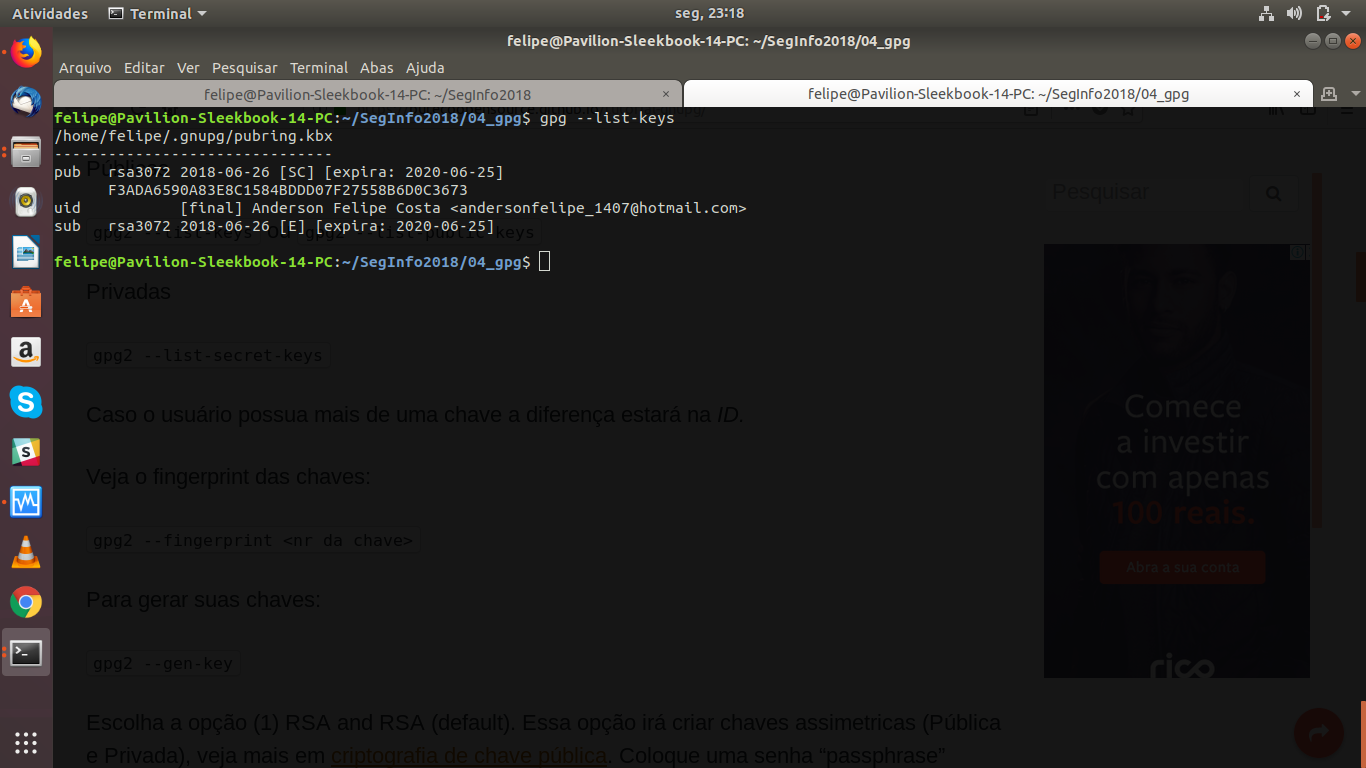 Atividades Terminal seg, 23:18
felipe@Pavilion-Sleekbook-14-PC: ~/SegInfo2018/04_gpg
Arquivo Editar Ver Pesquisar Terminal Abas Ajuda
felipe@Pavilion-Sleekbook-14-PC: ~/SegInfo2018 × felipe@Pavilion-Sleekbook-14-PC: ~/SegInfo2018/04_gpg ×
felipe@Pavilion-Sleekbook-14-PC:~/SegInfo2018/04_gpg$ gpg --list-keys
/home/felipe/.gnupg/pubring.kbx
-------------------------------
pub   rsa3072 2018-06-26 [SC] [expira: 2020-06-25]
      F3ADA6590A83E8C1584BDDD07F27558B6D0C3673
uid           [final] Anderson Felipe Costa <andersonfelipe_1407@hotmail.com>
sub   rsa3072 2018-06-26 [E] [expira: 2020-06-25]
felipe@Pavilion-Sleekbook-14-PC:~/SegInfo2018/04_gpg$
Pesquisar
Privadas
gpg2 --list-secret-keys
Caso o usuário possua mais de uma chave a diferença estará na ID.
Veja o fingerprint das chaves:
gpg2 --fingerprint <nr da chave>
Para gerar suas chaves:
gpg2 --gen-key
Escolha a opção (1) RSA and RSA (default). Essa opção irá criar chaves assimetricas (Pública
e Privada), veja mais em criptografia de chave pública. Coloque uma senha “passphrase”
Comece
a investir
com apenas
100 reais.
Abra a sua conta
rico